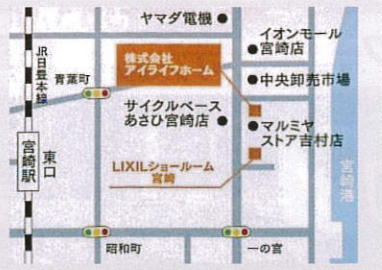 ヤマダ電機
イオンモール
宮崎店
JR日豊本線
青葉町
株式会社
アイライフホーム
中央卸売市場
サイクルベース
あさひ宮崎店
マルミヤ
ストア吉村店
宮崎駅
東口
LIXILショールーム
宮崎
宮崎港
昭和町
一の宮